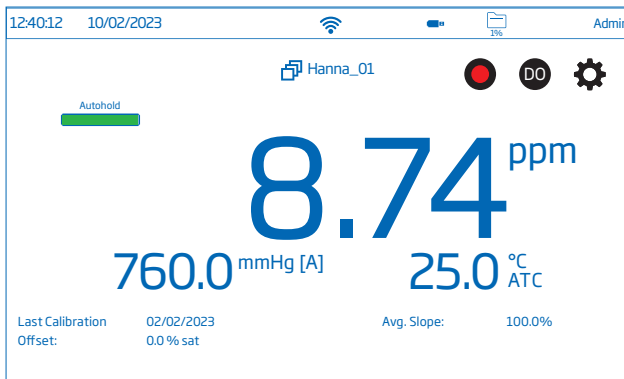 12:40:12 10/02/2023 Admin
1%
Hanna_01
DO
Autohold
8.74 ppm
760.0 mmHg [A] 25.0 °C
ATC
Last Calibration 02/02/2023 Avg. Slope: 100.0%
Offset: 0.0 % sat